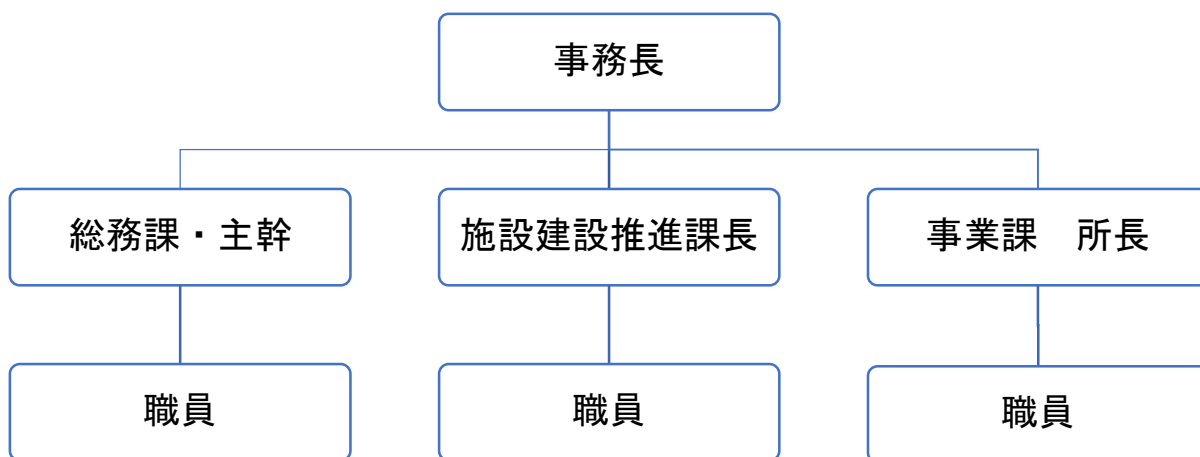 事務長
総務課・主幹
施設建設推進課長
事業課　所長
職員
職員
職員